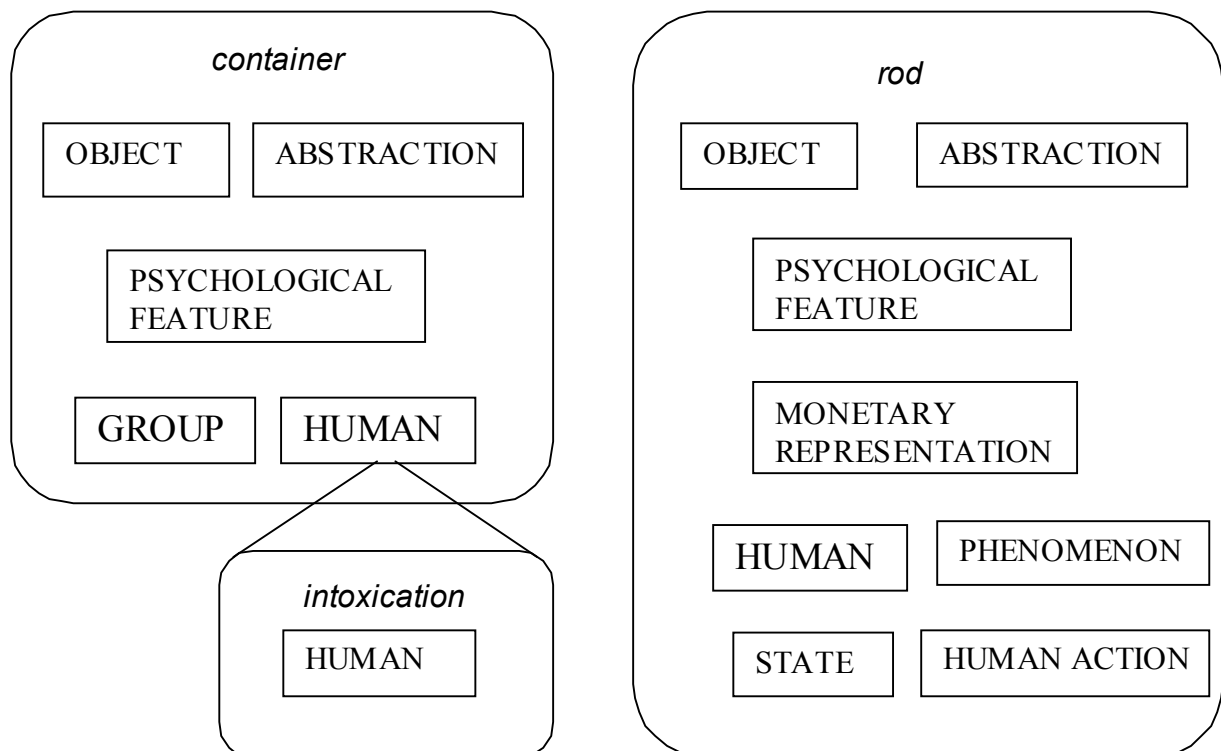 container
OBJECT
ABSTRACTION
PSYCHOLOGICAL
FEATURE
GROUP
HUMAN
intoxication
HUMAN
rod
OBJECT
ABSTRACTION
PSYCHOLOGICAL
FEATURE
MONETARY
REPRESENTATION
HUMAN
PHENOMENON
STATE
HUMAN ACTION